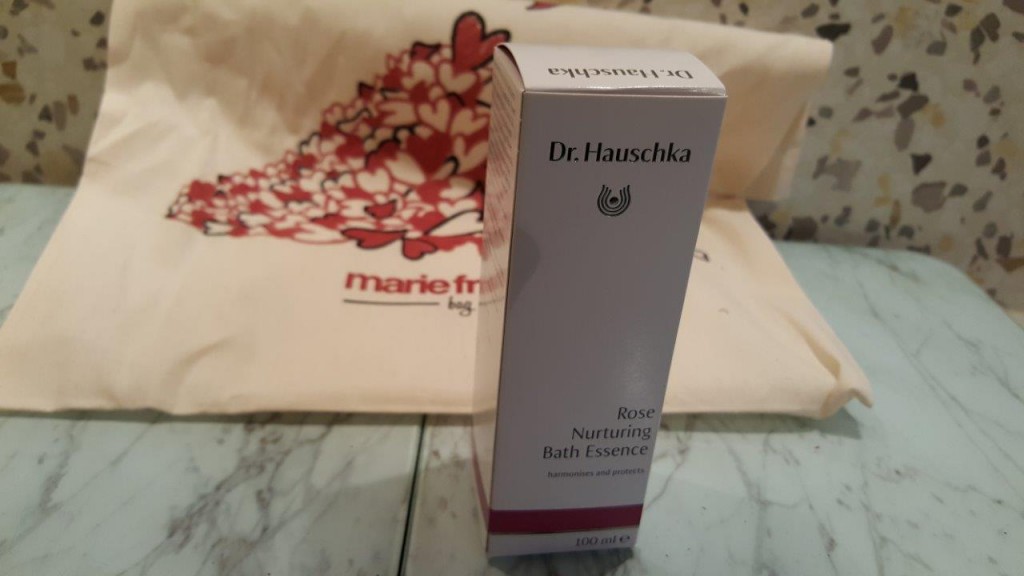 Dr. Hauschka
Dr. Hauschka
Rose
Nurturing
Bath Essence
harmonises and protects
100 ml e
marie fr
bag